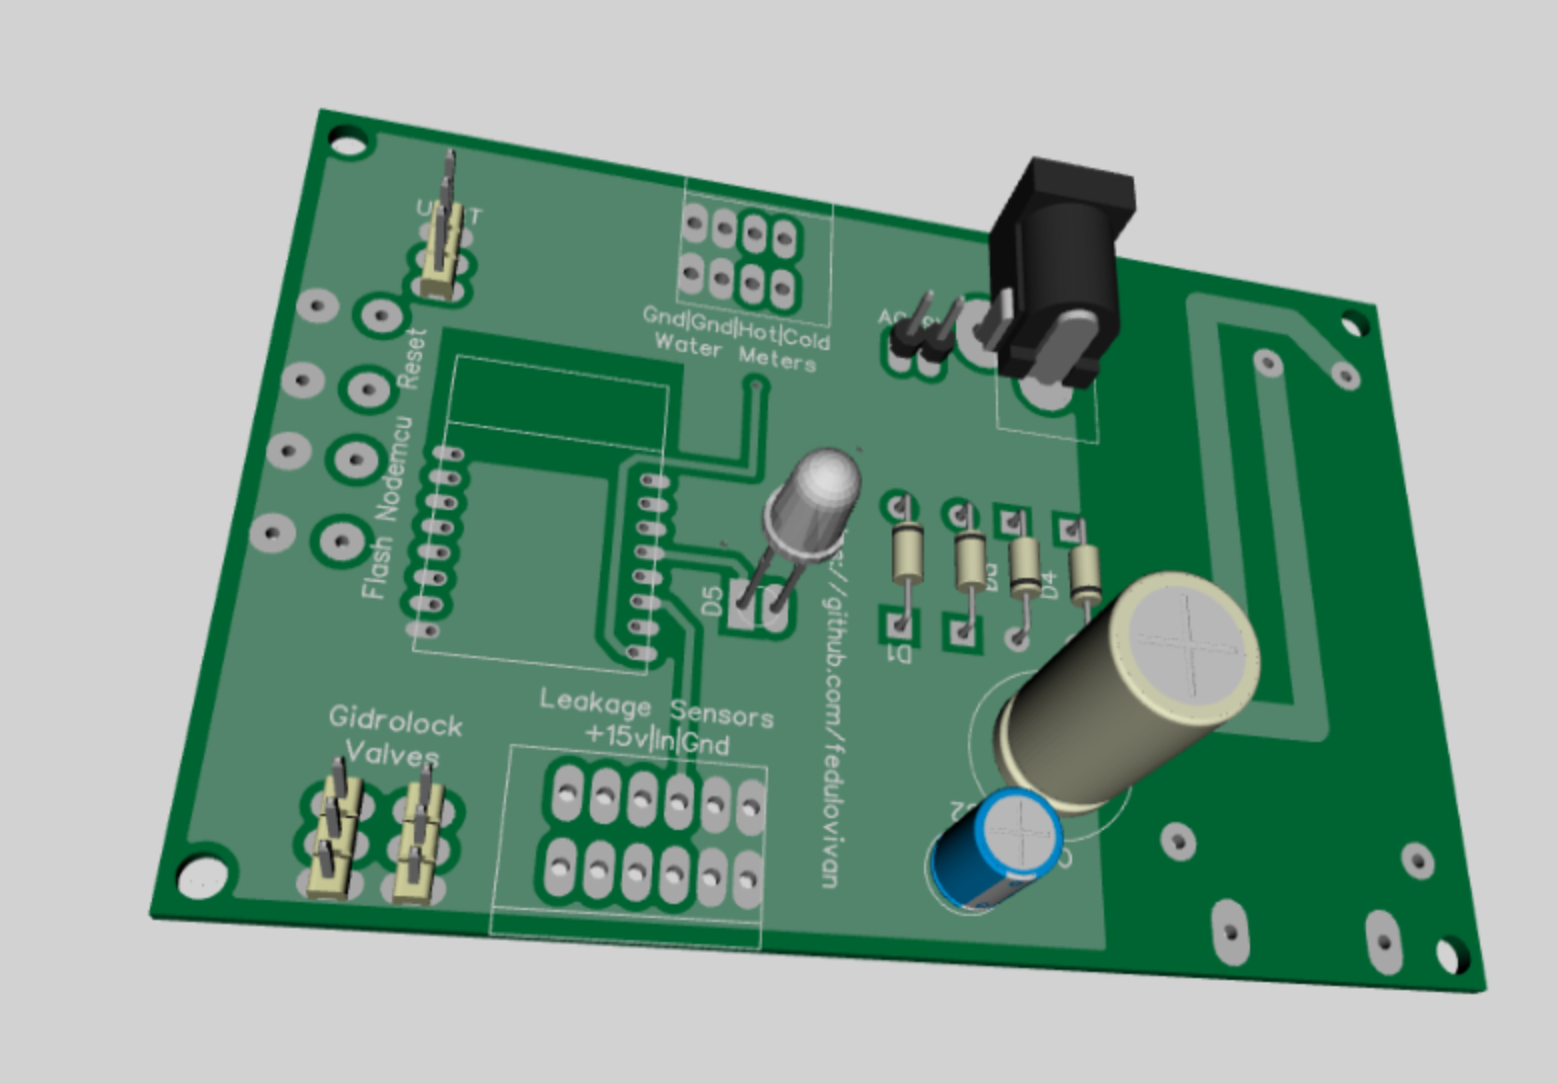 Gnd|Gnd|Hot|Cold
Water Meters
Reset
Flash Nodemcu
D5
D4
D1
://github.com/fedulovivan
Leakage Sensors
+15v|In|Gnd
Gidrolock
Valves